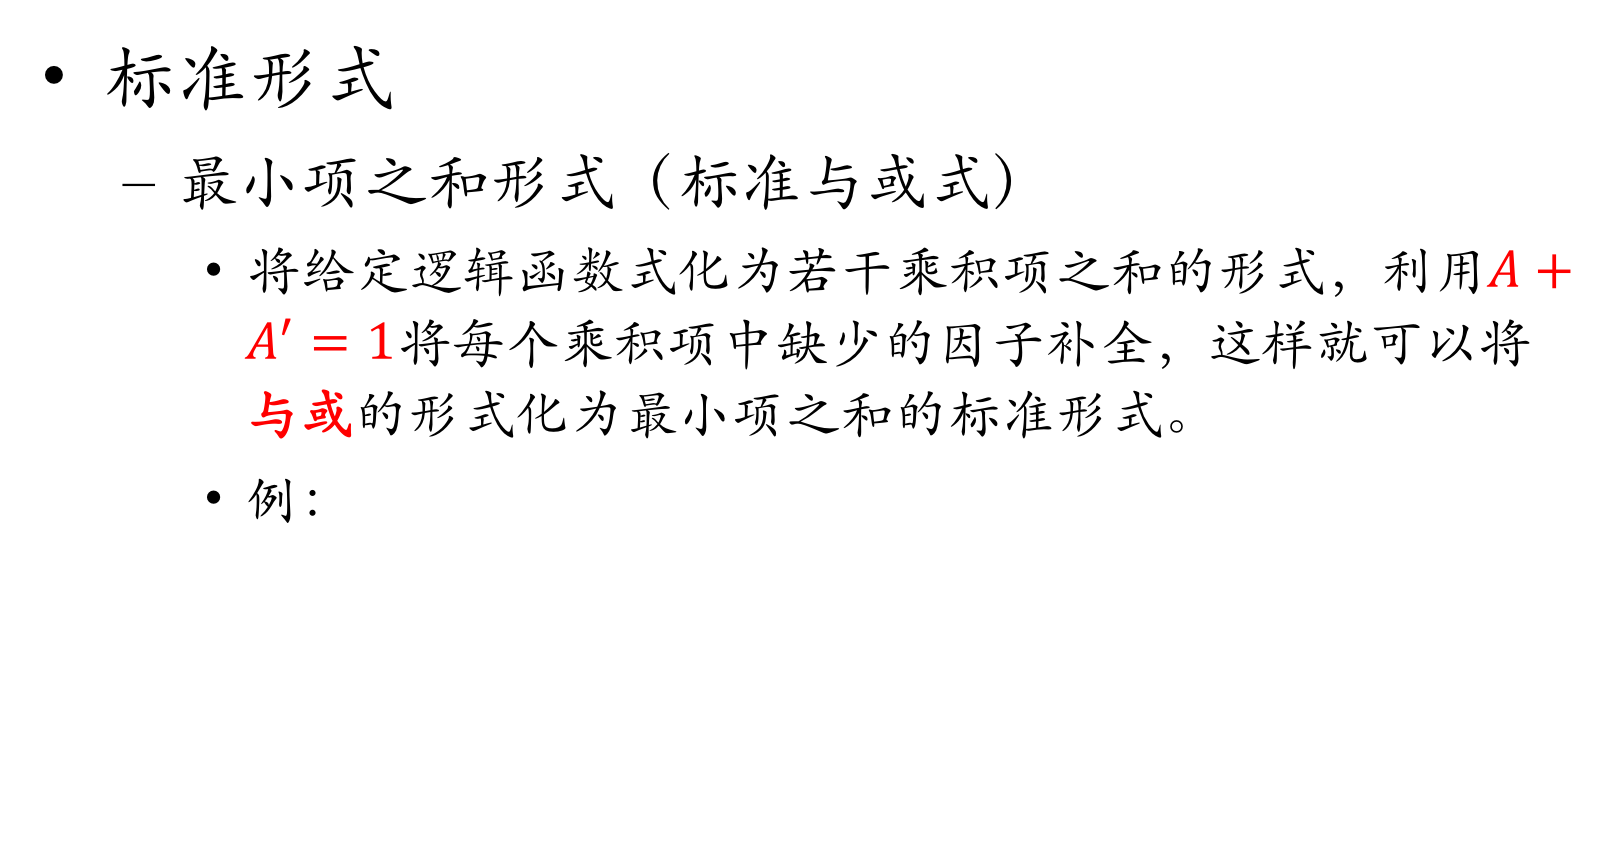 • 标准形式
– 最小项之和形式（标准与或式）
• 将给定逻辑函数式化为若干乘积项之和的形式，利用A +
A′ = 1将每个乘积项中缺少的因子补全，这样就可以将
与或的形式化为最小项之和的标准形式。
• 例：